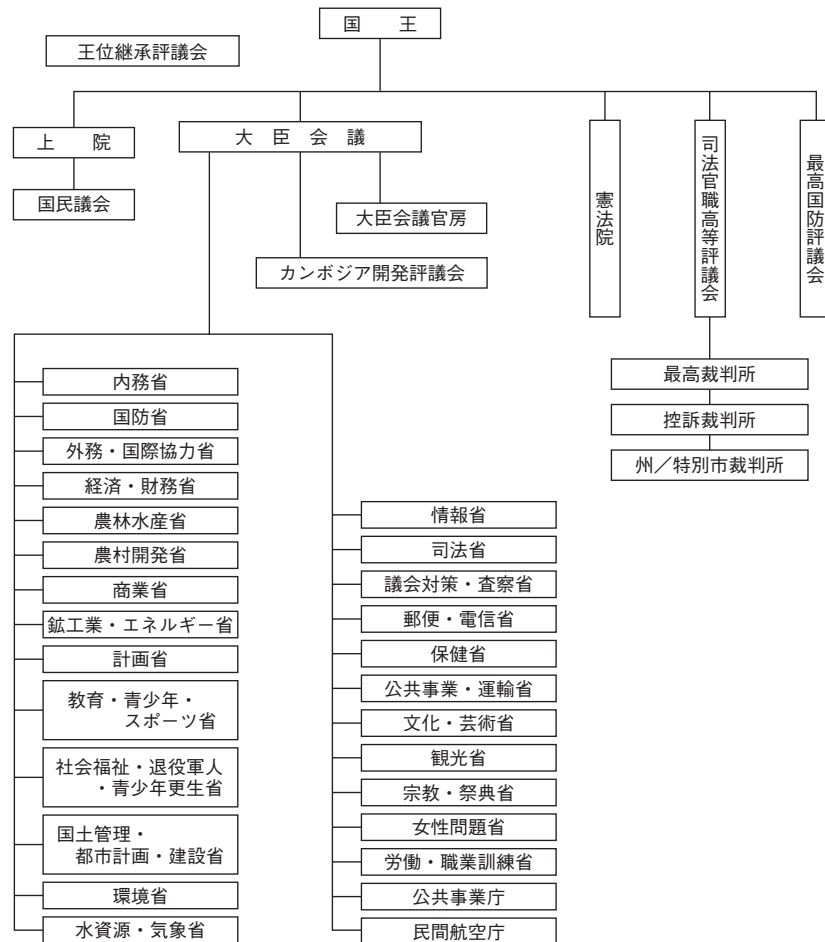 国　王
王位継承評議会
上　院
大　臣　会　議
国民議会
大臣会議官房
カンボジア開発評議会
憲法院
司法官職高等評議会
最高国防評議会
最高裁判所
控訴裁判所
州／特別市裁判所
内務省
国防省
外務・国際協力省
経済・財務省
農林水産省
農村開発省
商業省
鉱工業・エネルギー省
計画省
教育・青少年・
スポーツ省
社会福祉・退役軍人
・青少年更生省
国土管理・
都市計画・建設省
環境省
水資源・気象省
情報省
司法省
議会対策・査察省
郵便・電信省
保健省
公共事業・運輸省
文化・芸術省
観光省
宗教・祭典省
女性問題省
労働・職業訓練省
公共事業庁
民間航空庁